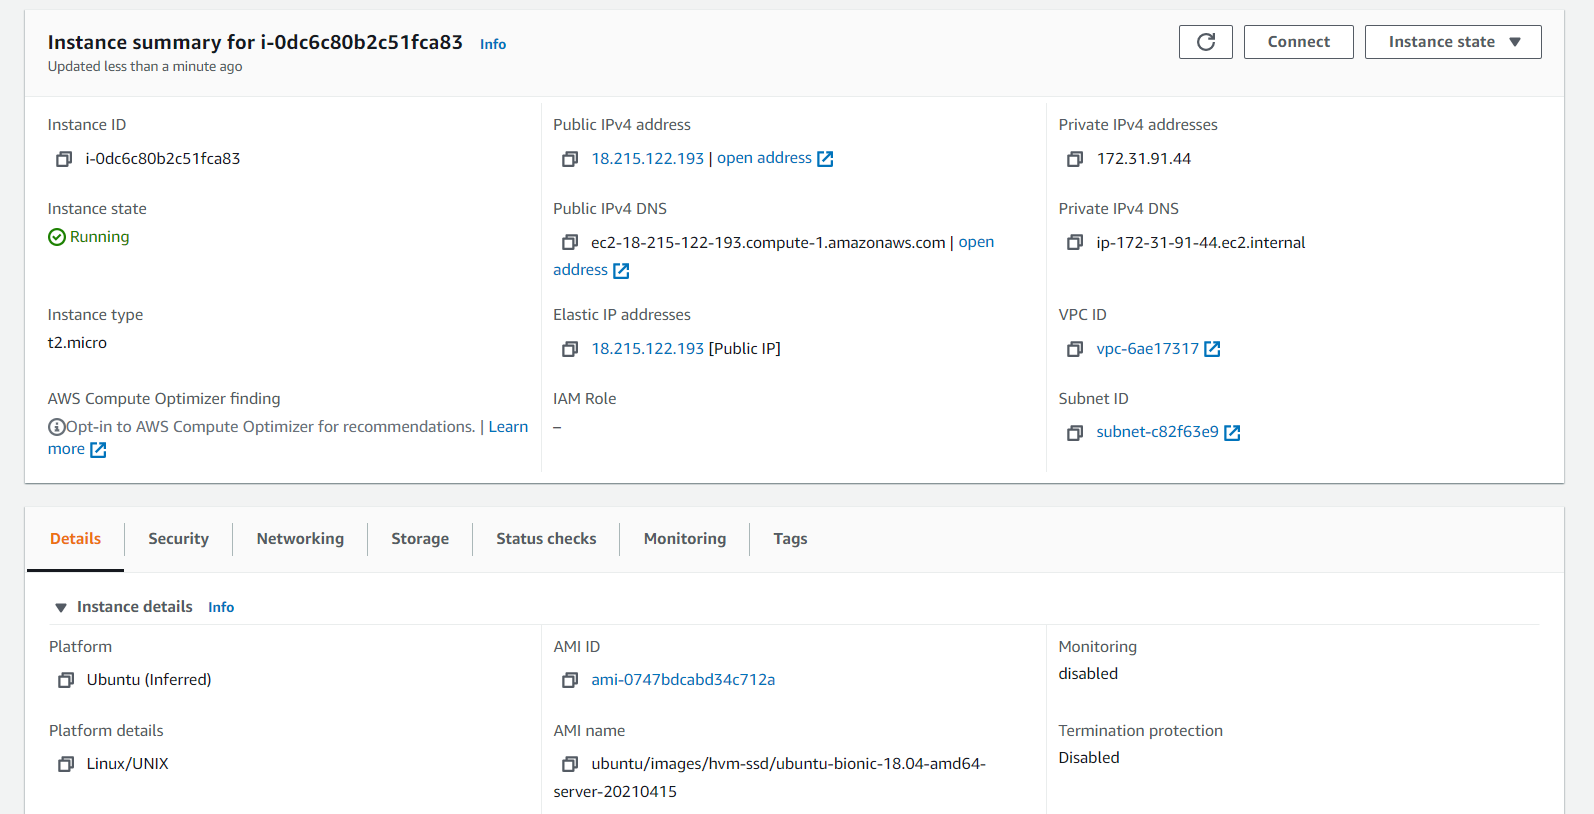 Instance summary for i-0dc6c80b2c51fca83 Info
Updated less than a minute ago
Connect
Instance state
Instance ID
i-0dc6c80b2c51fca83
Public IPv4 address
18.215.122.193 | open address
Private IPv4 addresses
172.31.91.44
Instance state
Running
Public IPv4 DNS
ec2-18-215-122-193.compute-1.amazonaws.com | open
address
Private IPv4 DNS
ip-172-31-91-44.ec2.internal
Instance type
t2.micro
Elastic IP addresses
18.215.122.193 [Public IP]
VPC ID
vpc-6ae17317
AWS Compute Optimizer finding
Opt-in to AWS Compute Optimizer for recommendations. | Learn
more
IAM Role
–
Subnet ID
subnet-c82f63e9
Details
Security
Networking
Storage
Status checks
Monitoring
Tags
Instance details Info
Platform
Ubuntu (Inferred)
AMI ID
ami-0747bdcabd34c712a
Monitoring
disabled
Platform details
Linux/UNIX
AMI name
ubuntu/images/hvm-ssd/ubuntu-bionic-18.04-amd64-
server-20210415
Termination protection
Disabled